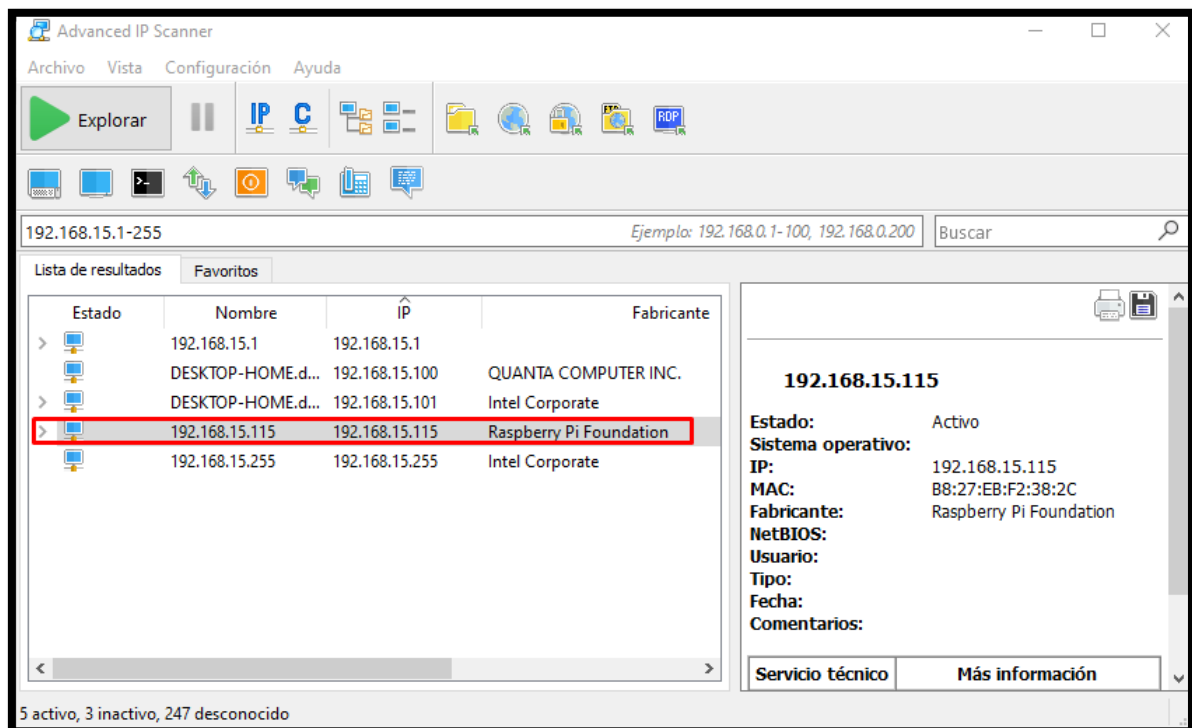 Advanced IP Scanner
Archivo Vista Configuración Ayuda
Explorar IP C FTP RDP
192.168.15.1-255 Ejemplo: 192.168.0.1-100, 192.168.0.200 Buscar
Lista de resultados Favoritos
Estado Nombre IP Fabricante
192.168.15.1 192.168.15.1
DESKTOP-HOME.d... 192.168.15.100 QUANTA COMPUTER INC.
DESKTOP-HOME.d... 192.168.15.101 Intel Corporate
192.168.15.115 192.168.15.115 Raspberry Pi Foundation
192.168.15.255 192.168.15.255 Intel Corporate
192.168.15.115
Estado: Activo
Sistema operativo:
IP: 192.168.15.115
MAC: B8:27:EB:F2:38:2C
Fabricante: Raspberry Pi Foundation
NetBIOS:
Usuario:
Tipo:
Fecha:
Comentarios:
Servicio técnico Más información
5 activo, 3 inactivo, 247 desconocido